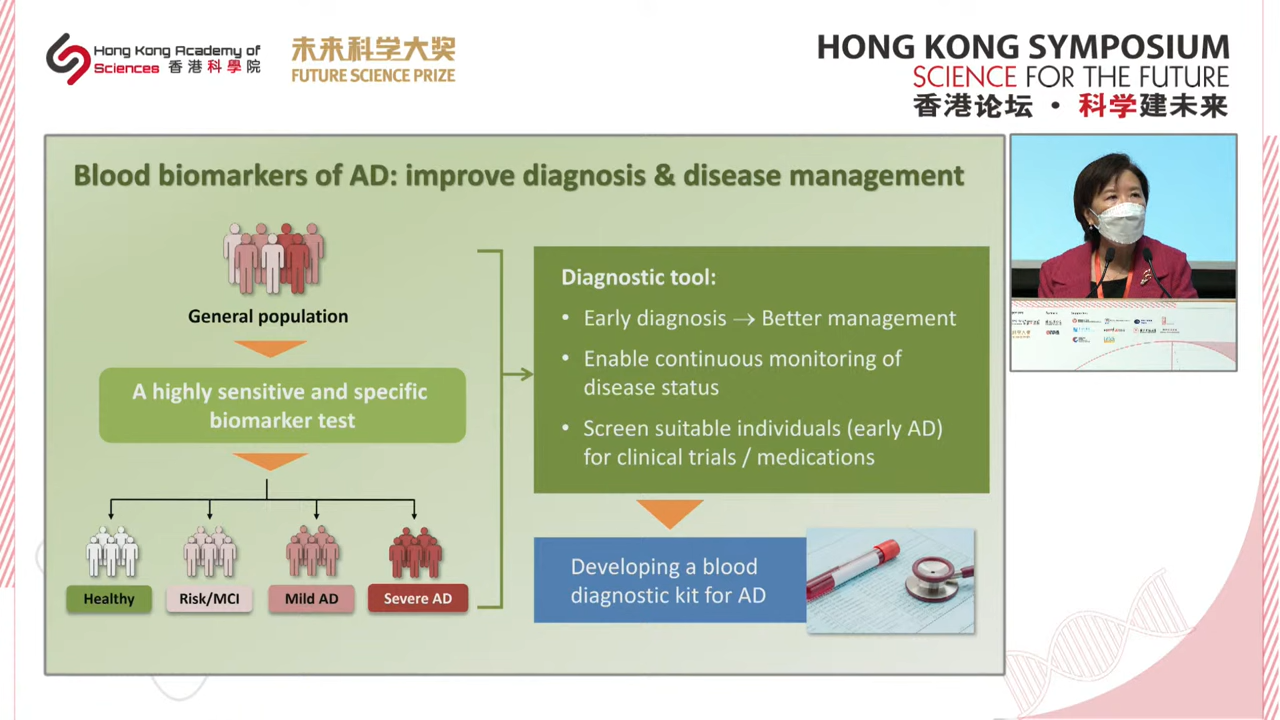 Hong Kong Academy of
Sciences 香港科學院
未来科学大奖
FUTURE SCIENCE PRIZE
HONG KONG SYMPOSIUM
SCIENCE FOR THE FUTURE
香港论坛 · 科学建未来
Blood biomarkers of AD: improve diagnosis & disease management
General population
A highly sensitive and specific
biomarker test
Healthy
Risk/MCI
Mild AD
Severe AD
Diagnostic tool:
• Early diagnosis → Better management
• Enable continuous monitoring of
disease status
• Screen suitable individuals (early AD)
for clinical trials / medications
Developing a blood
diagnostic kit for AD